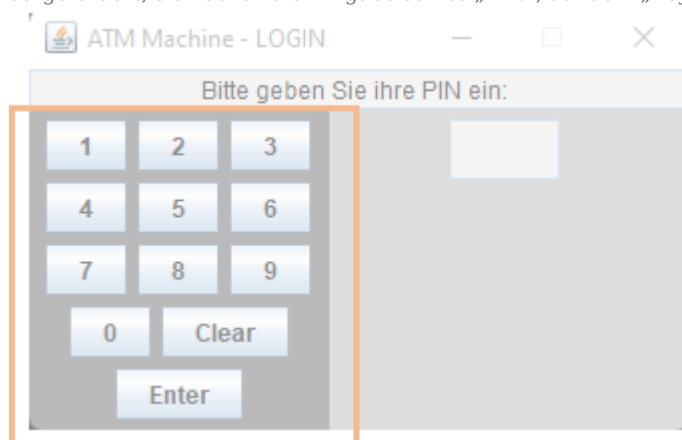 ATM Machine - LOGIN
Bitte geben Sie ihre PIN ein:
1 2 3
4 5 6
7 8 9
0 Clear
Enter